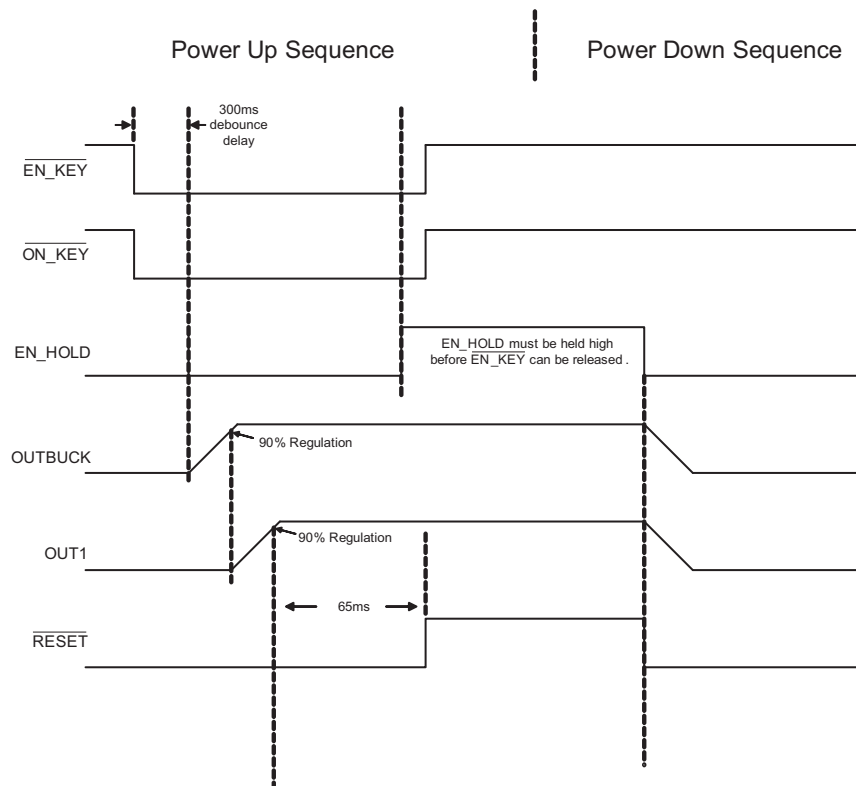 Power Up Sequence
Power Down Sequence
300ms
debounce
delay
EN_KEY
ON_KEY
EN_HOLD
EN_HOLD must be held high
before EN_KEY can be released .
OUTBUCK
90% Regulation
OUT1
90% Regulation
65ms
RESET